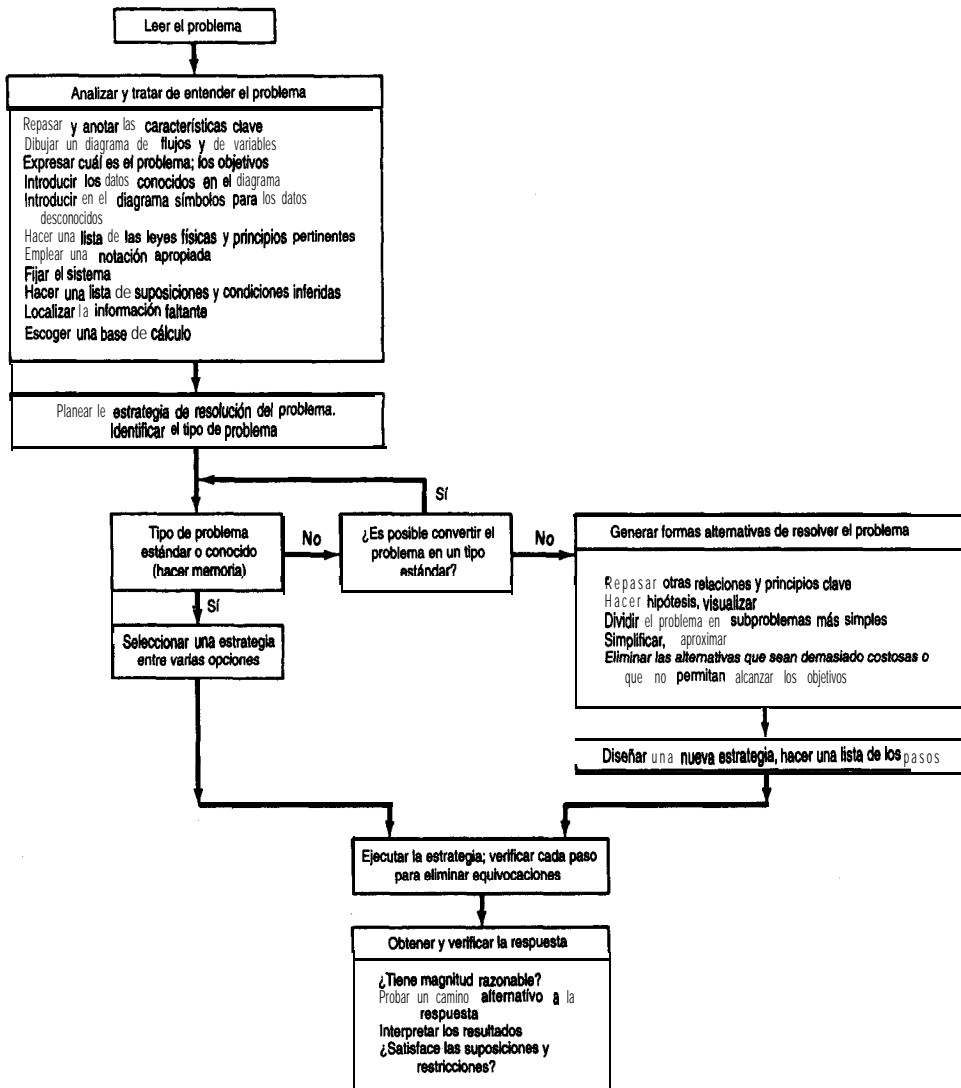 Leer el problema
Analizar y tratar de entender el problema
Repasar y anotar las características clave
Dibujar un diagrama de flujos y de variables
Expresar cuál es el problema; los objetivos
Introducir los datos conocidos en el diagrama
Introducir en el diagrama símbolos para los datos
desconocidos
Hacer una lista de las leyes físicas y principios pertinentes
Emplear una notación apropiada
Fijar el sistema
Hacer una lista de suposiciones y condiciones inferidas
Localizar la información faltante
Escoger una base de cálculo
Planear le estrategia de resolución del problema.
Identificar el tipo de problema
Sí
Tipo de problema
estándar o conocido
(hacer memoria)
No
¿Es posible convertir el
problema en un tipo
estándar?
No
Generar formas alternativas de resolver el problema
Repasar otras relaciones y principios clave
Hacer hipótesis, visualizar
Dividir el problema en subproblemas más simples
Simplificar, aproximar
Eliminar las alternativas que sean demasiado costosas o
que no permitan alcanzar los objetivos
Sí
Seleccionar una estrategia
entre varias opciones
Diseñar una nueva estrategia, hacer una lista de los pasos
Ejecutar la estrategia; verificar cada paso
para eliminar equivocaciones
Obtener y verificar la respuesta
¿Tiene magnitud razonable?
Probar un camino alternativo a la
respuesta
Interpretar los resultados
¿Satisface las suposiciones y
restricciones?